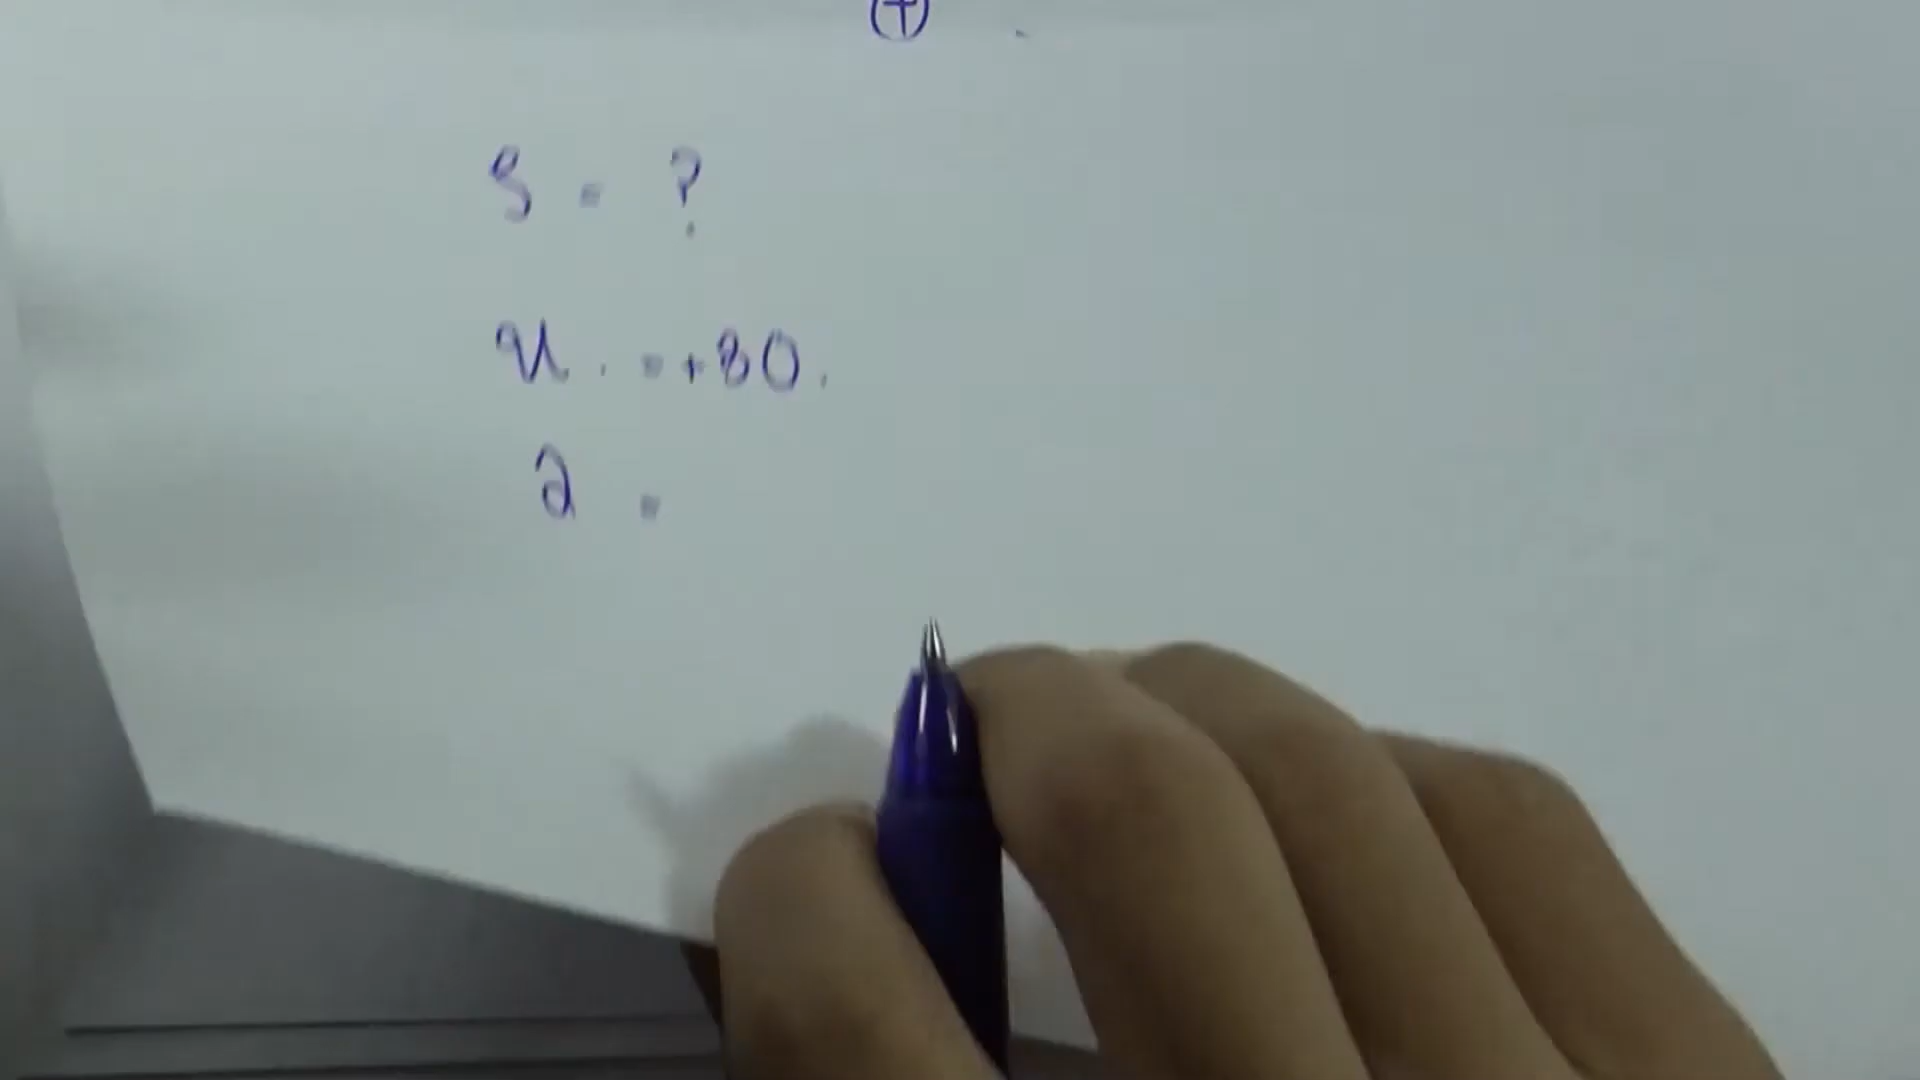 (+)
S = ?
u = +80.
a =